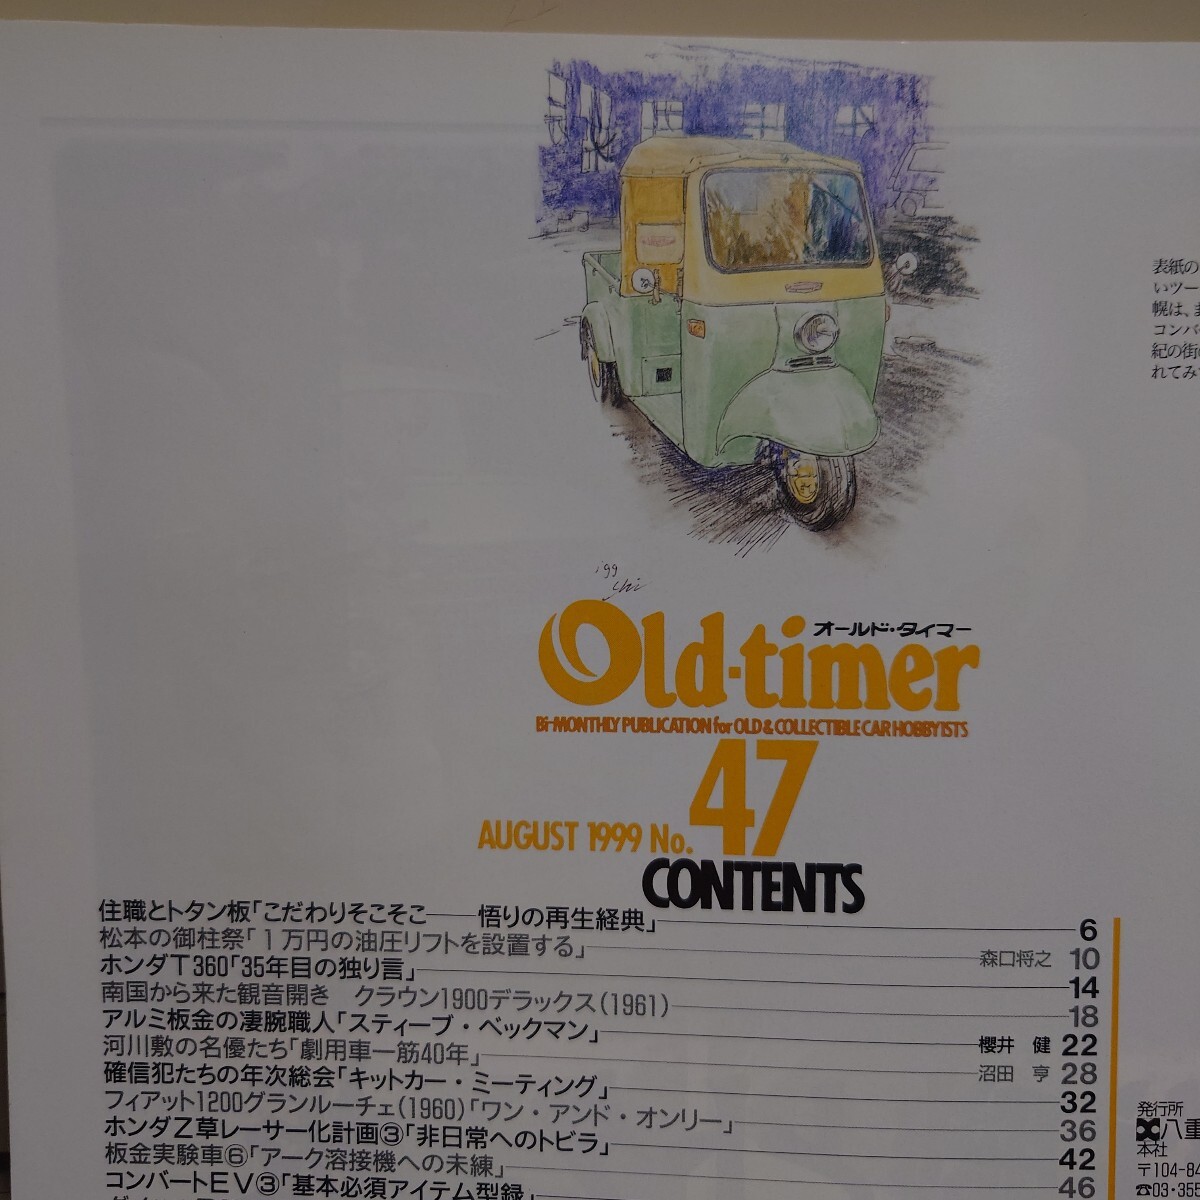 表紙の
いツー
幌は、
コンバ
紀の街
れてみ
'99
オールド・タイマー
Old-timer
Bi-MONTHLY PUBLICATION for OLD & COLLECTIBLE CAR HOBBYISTS
AUGUST 1999 No. 47
CONTENTS
住職とトタン板「こだわりそこそこ――悟りの再生経典」 6
松本の御柱祭「1万円の油圧リフトを設置する」 森口将之 10
ホンダT360「35年目の独り言」 14
南国から来た観音開き クラウン1900デラックス(1961) 18
アルミ板金の凄腕職人「スティーブ・ベックマン」 櫻井 健 22
河川敷の名優たち「劇用車一筋40年」 沼田 亨 28
確信犯たちの年次総会「キットカー・ミーティング」 32
フィアット1200グランルーチェ(1960)「ワン・アンド・オンリー」 36
ホンダZ草レーサー化計画③「非日常へのトビラ」 42
板金実験車⑥「アーク溶接機への未練」 46
コンバートEV③「基本必須アイテム型録」
発行所
八重
本社
〒104-84
☎03-355